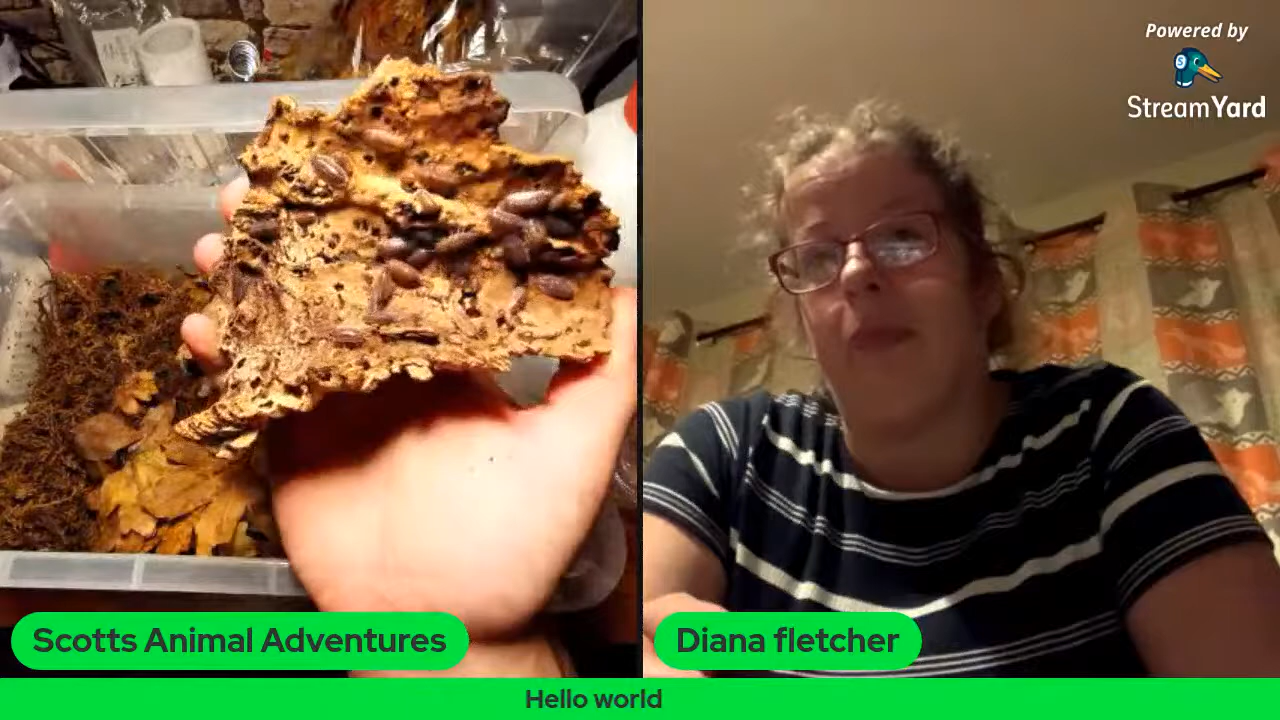 Powered by
StreamYard
Scotts Animal Adventures
Diana fletcher
Hello world